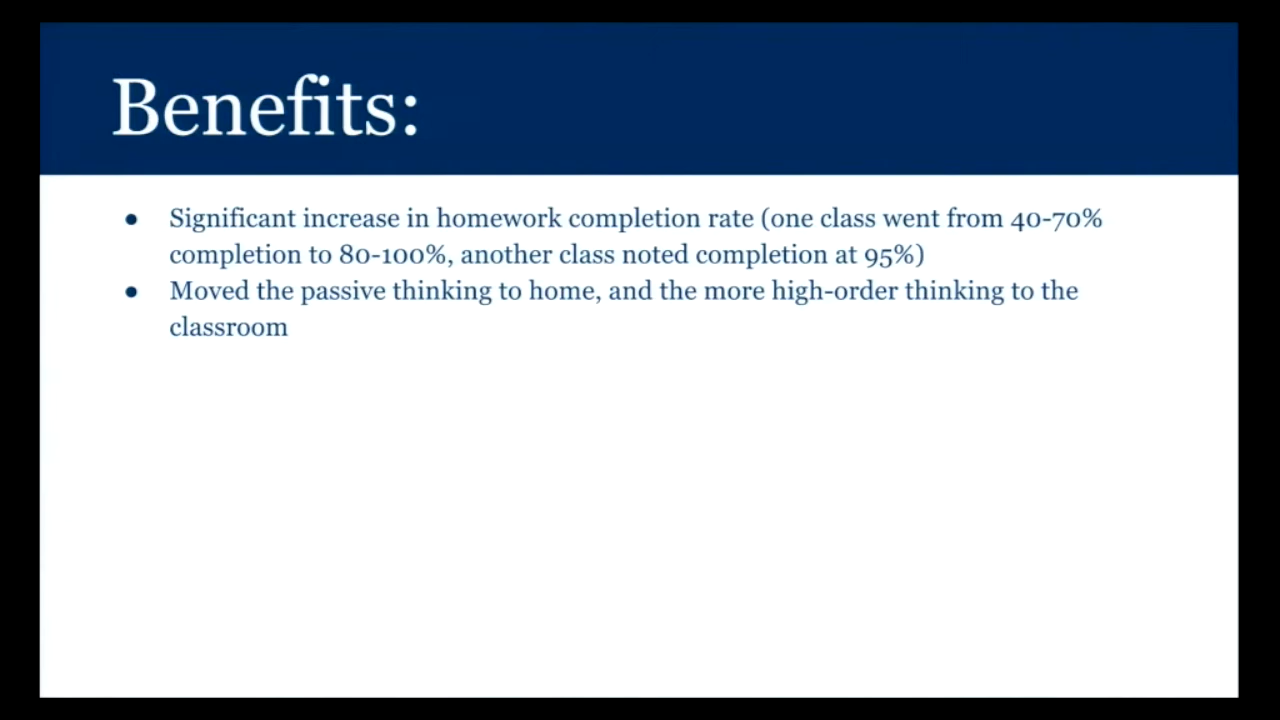 Benefits:
● Significant increase in homework completion rate (one class went from 40-70%
completion to 80-100%, another class noted completion at 95%)
● Moved the passive thinking to home, and the more high-order thinking to the
classroom